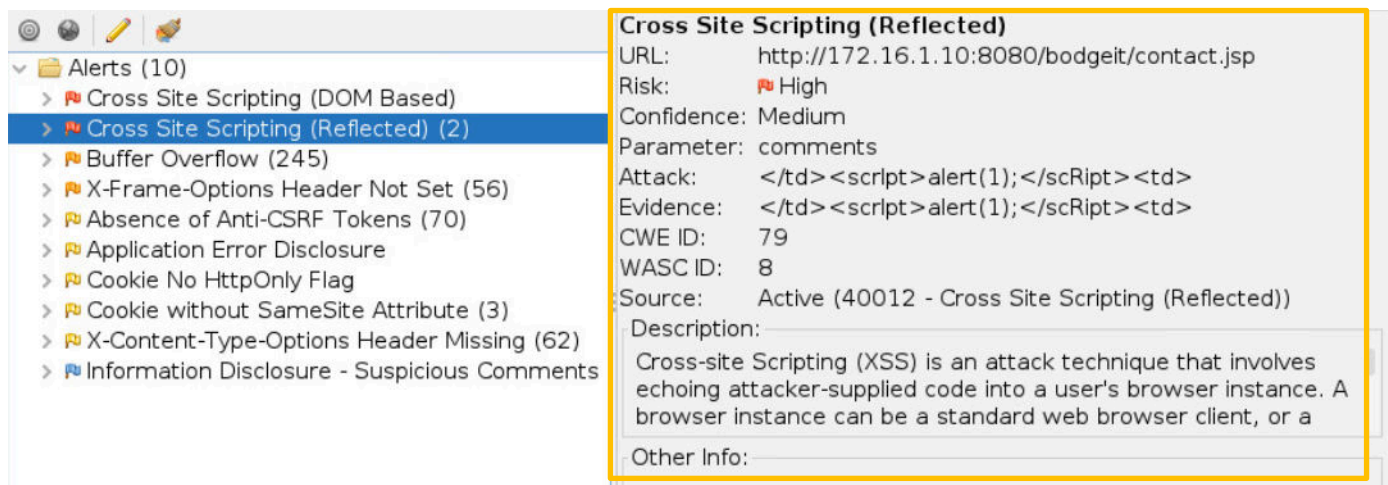 Alerts (10)
Cross Site Scripting (DOM Based)
Cross Site Scripting (Reflected) (2)
Buffer Overflow (245)
X-Frame-Options Header Not Set (56)
Absence of Anti-CSRF Tokens (70)
Application Error Disclosure
Cookie No HttpOnly Flag
Cookie without SameSite Attribute (3)
X-Content-Type-Options Header Missing (62)
Information Disclosure - Suspicious Comments
Cross Site Scripting (Reflected)
URL: http://172.16.1.10:8080/bodgeit/contact.jsp
Risk: High
Confidence: Medium
Parameter: comments
Attack: </td><scrIpt>alert(1);</scRipt><td>
Evidence: </td><scrIpt>alert(1);</scRipt><td>
CWE ID: 79
WASC ID: 8
Source: Active (40012 - Cross Site Scripting (Reflected))
Description:
Cross-site Scripting (XSS) is an attack technique that involves
echoing attacker-supplied code into a user's browser instance. A
browser instance can be a standard web browser client, or a
Other Info: